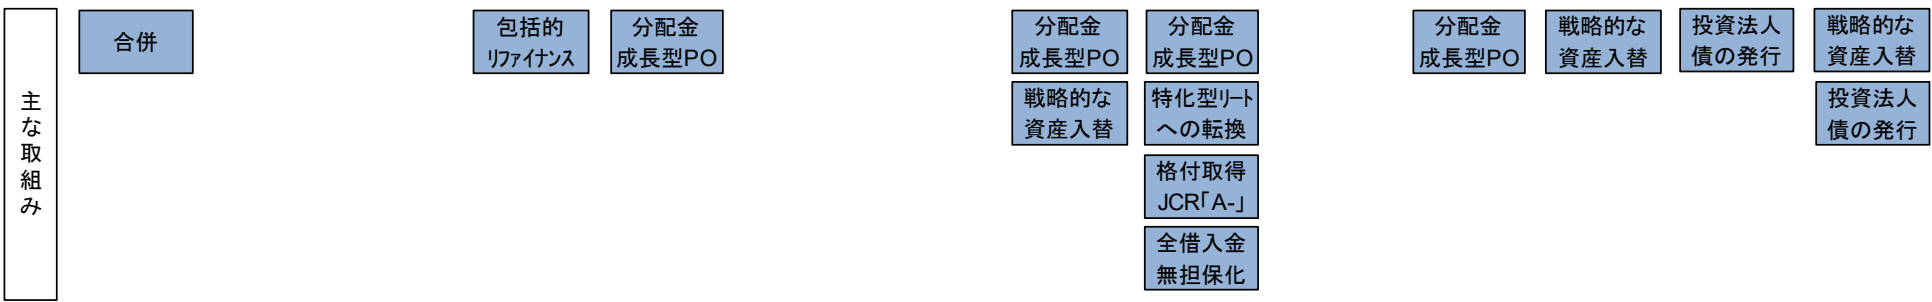 主な取組み
合併
包括的
リファイナンス
分配金
成長型PO
分配金
成長型PO
戦略的な
資産入替
分配金
成長型PO
特化型リート
への転換
格付取得
JCR｢A-｣
全借入金
無担保化
分配金
成長型PO
戦略的な
資産入替
投資法人
債の発行
戦略的な
資産入替
投資法人
債の発行